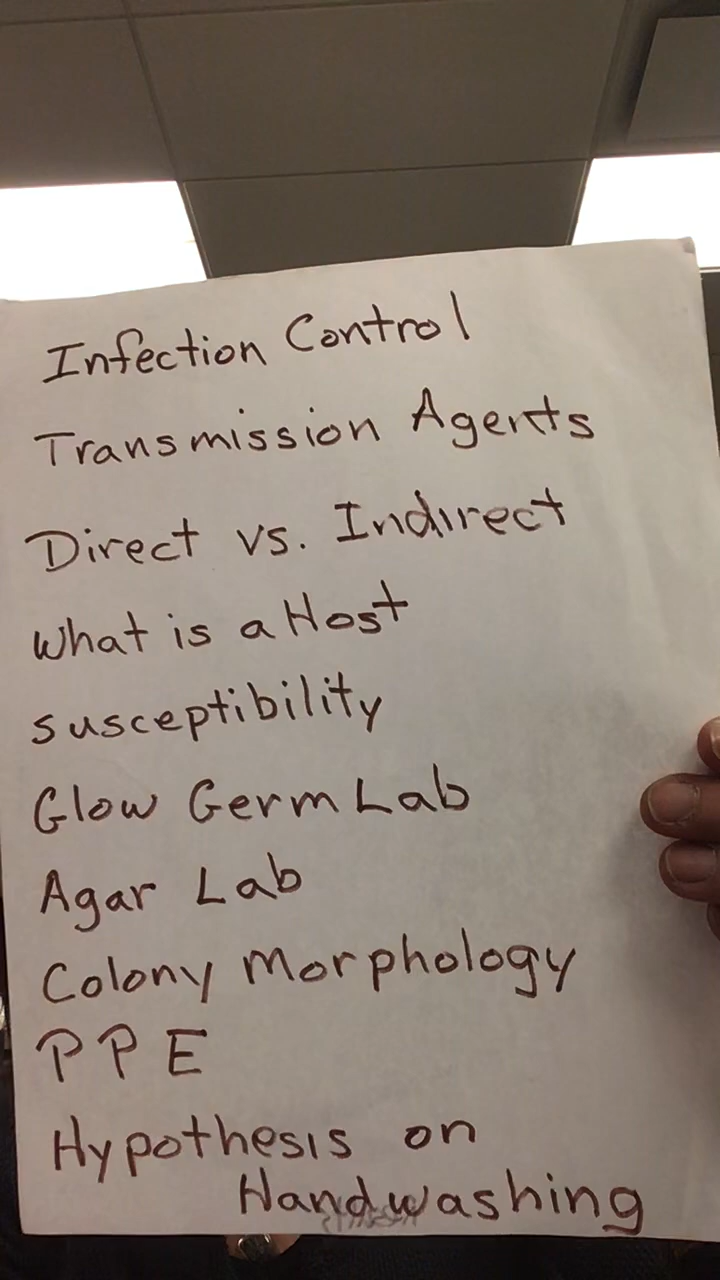 Infection Control
Transmission Agents
Direct vs. Indirect
What is a Host
susceptibility
Glow Germ Lab
Agar Lab
Colony Morphology
PPE
Hypothesis on
Handwashing